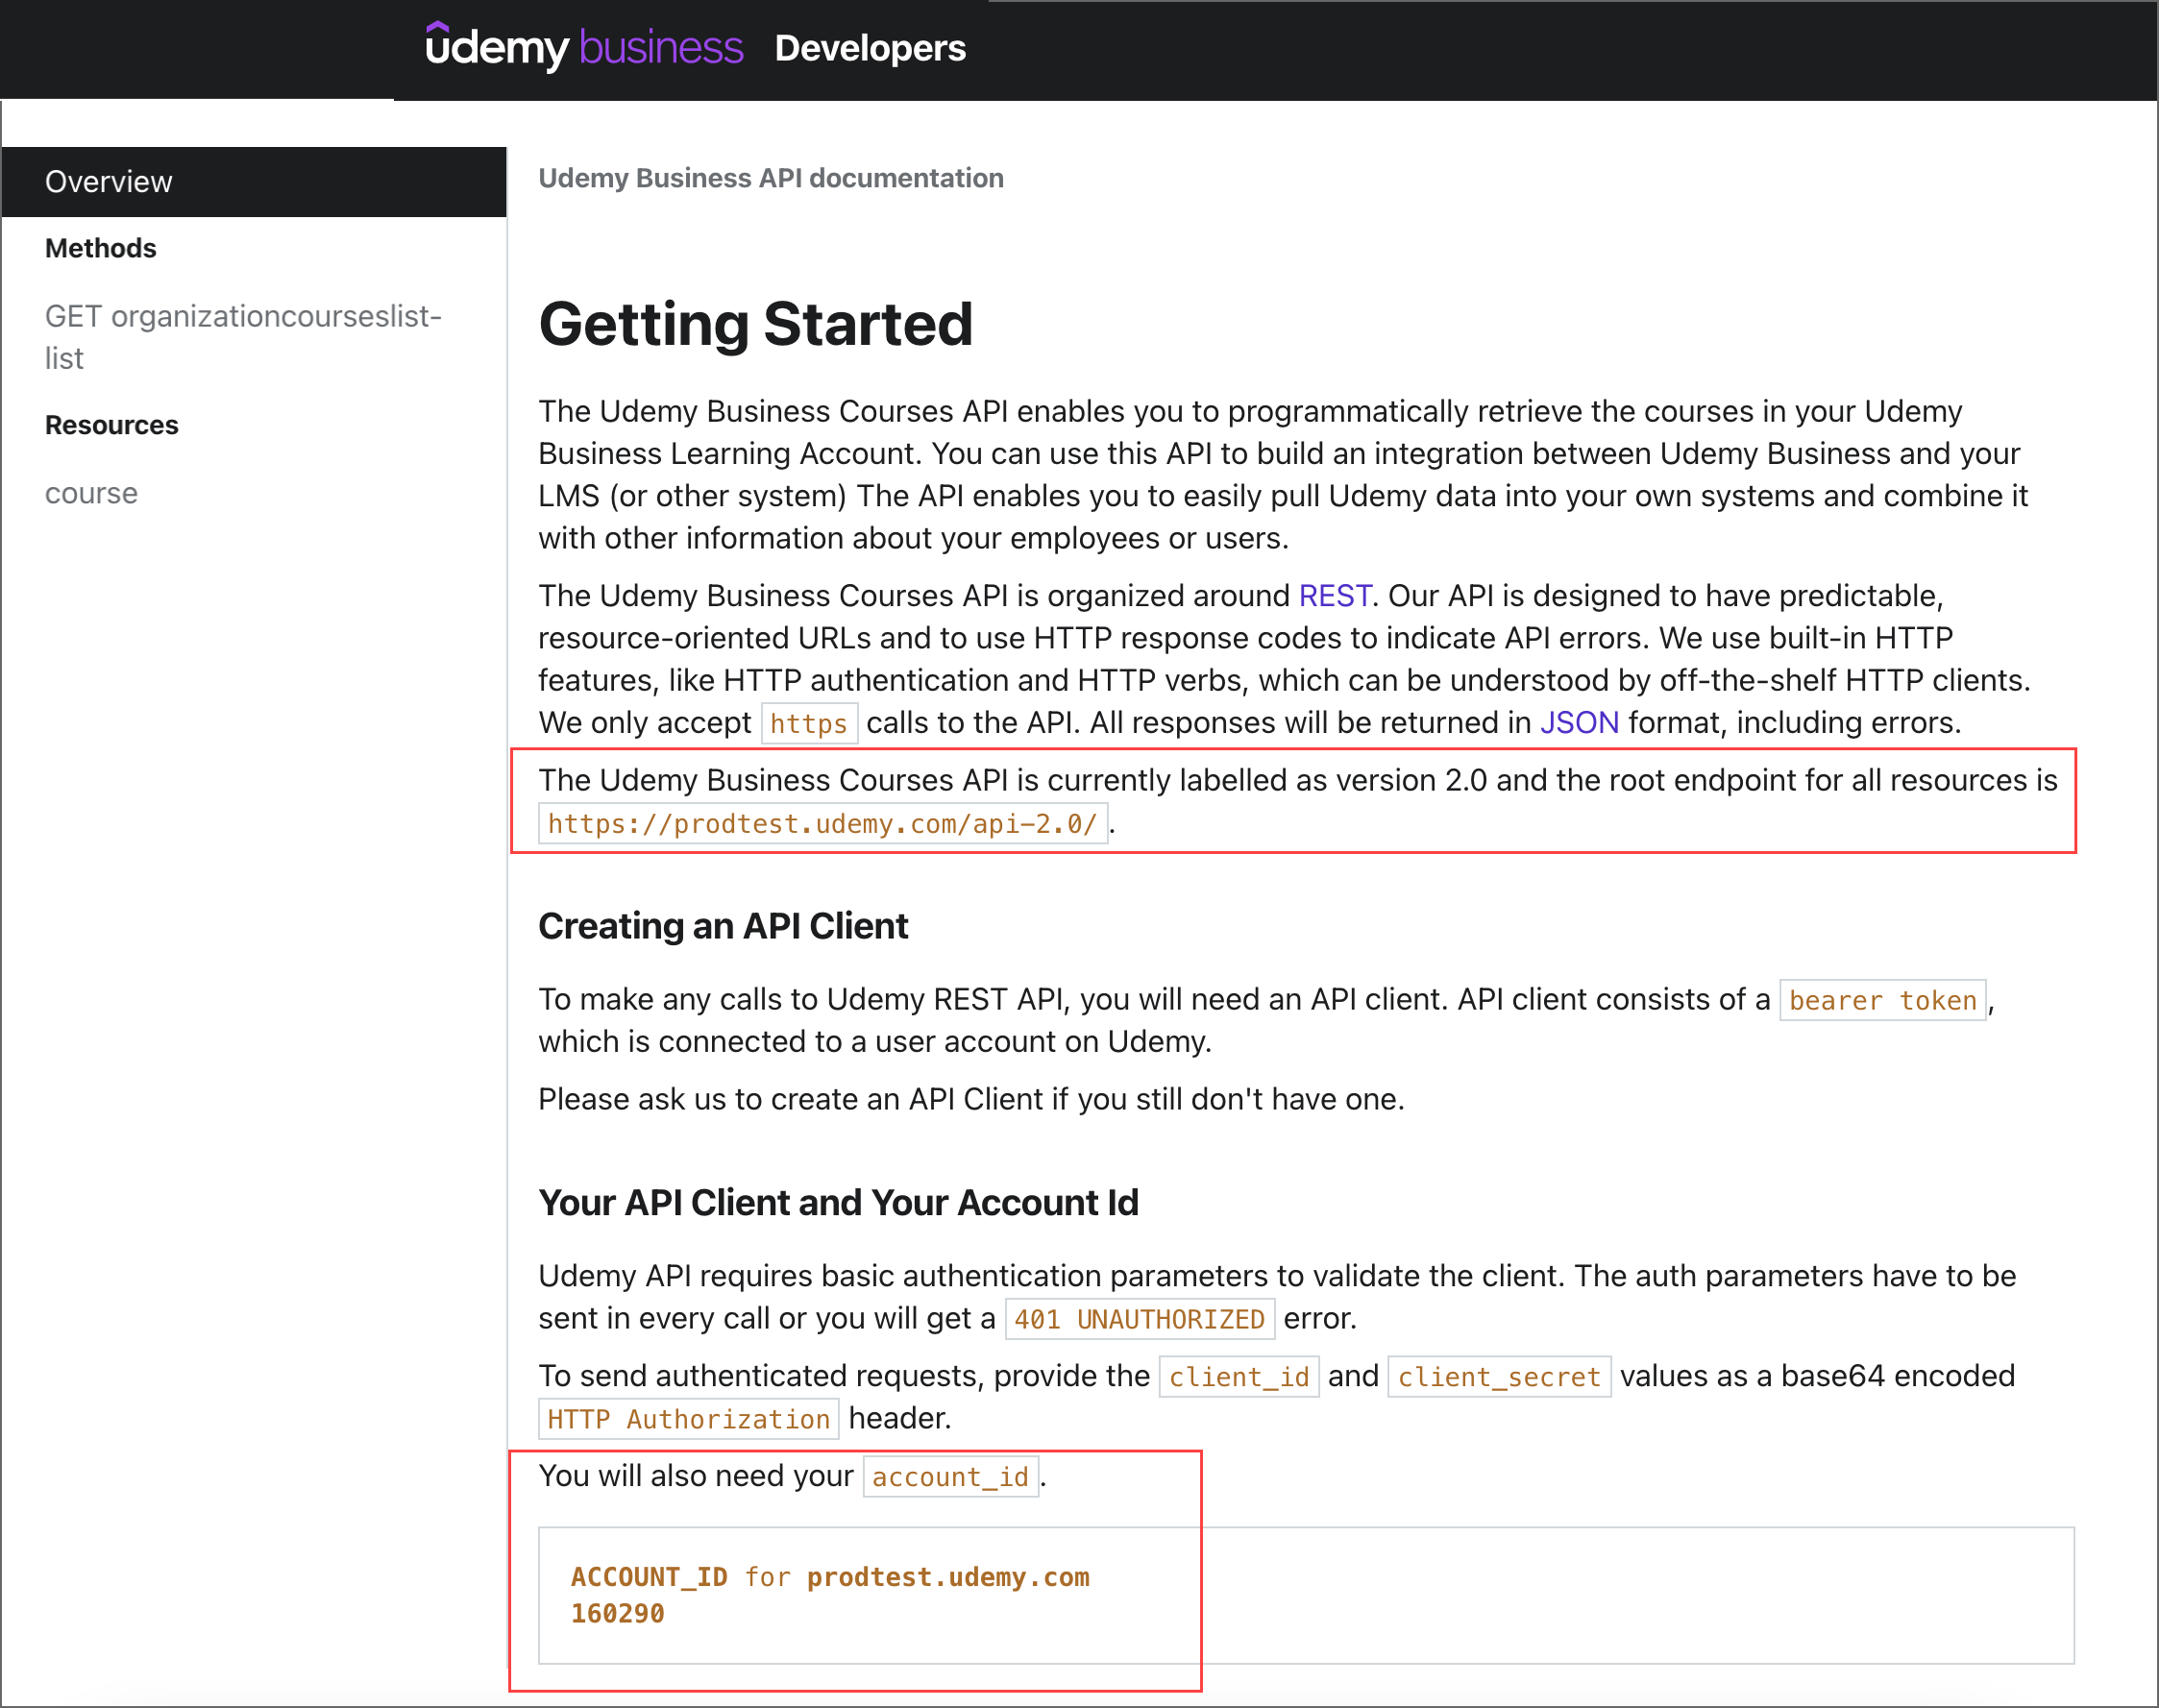 udemy business Developers
Overview
Methods
GET organizationcourseslist-
list
Resources
course
Udemy Business API documentation
Getting Started
The Udemy Business Courses API enables you to programmatically retrieve the courses in your Udemy
Business Learning Account. You can use this API to build an integration between Udemy Business and your
LMS (or other system) The API enables you to easily pull Udemy data into your own systems and combine it
with other information about your employees or users.
The Udemy Business Courses API is organized around REST. Our API is designed to have predictable,
resource-oriented URLs and to use HTTP response codes to indicate API errors. We use built-in HTTP
features, like HTTP authentication and HTTP verbs, which can be understood by off-the-shelf HTTP clients.
We only accept https calls to the API. All responses will be returned in JSON format, including errors.
The Udemy Business Courses API is currently labelled as version 2.0 and the root endpoint for all resources is
https://prodtest.udemy.com/api-2.0/.
Creating an API Client
To make any calls to Udemy REST API, you will need an API client. API client consists of a bearer token,
which is connected to a user account on Udemy.
Please ask us to create an API Client if you still don't have one.
Your API Client and Your Account Id
Udemy API requires basic authentication parameters to validate the client. The auth parameters have to be
sent in every call or you will get a 401 UNAUTHORIZED error.
To send authenticated requests, provide the client_id and client_secret values as a base64 encoded
HTTP Authorization header.
You will also need your account_id.
ACCOUNT_ID for prodtest.udemy.com
160290